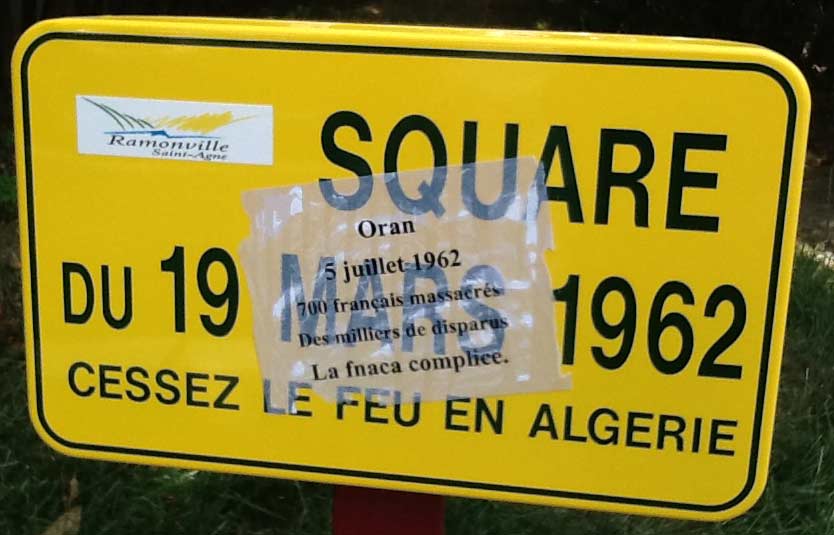 Ramonville
Saint-Agne
SQUARE
DU 19 MARS 1962
CESSEZ LE FEU EN ALGERIE
Oran
5 juillet 1962
700 français massacrés
Des milliers de disparus
La fnaca complice.